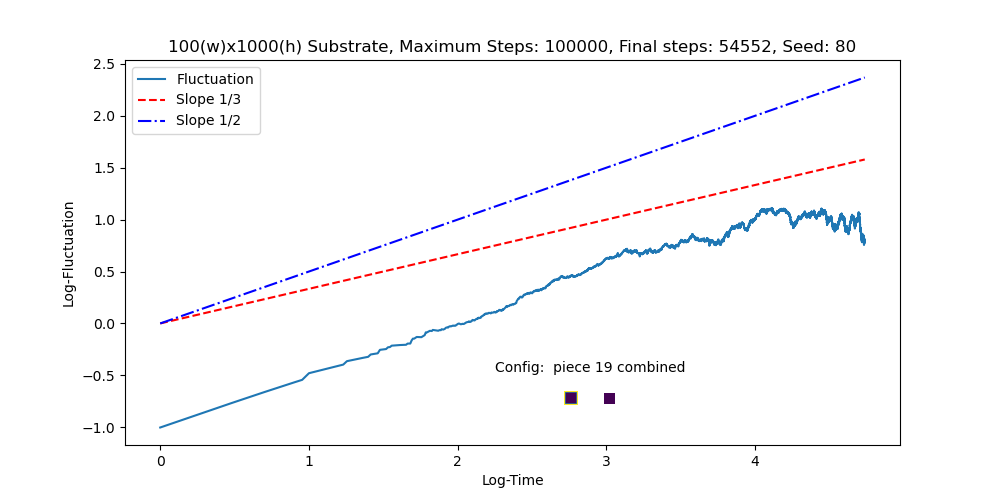 100(w)x1000(h) Substrate, Maximum Steps: 100000, Final steps: 54552, Seed: 80
Fluctuation
Slope 1/3
Slope 1/2
2.5
2.0
1.5
1.0
0.5
0.0
−0.5
−1.0
Log-Fluctuation
Config:  piece 19 combined
0 1 2 3 4
Log-Time